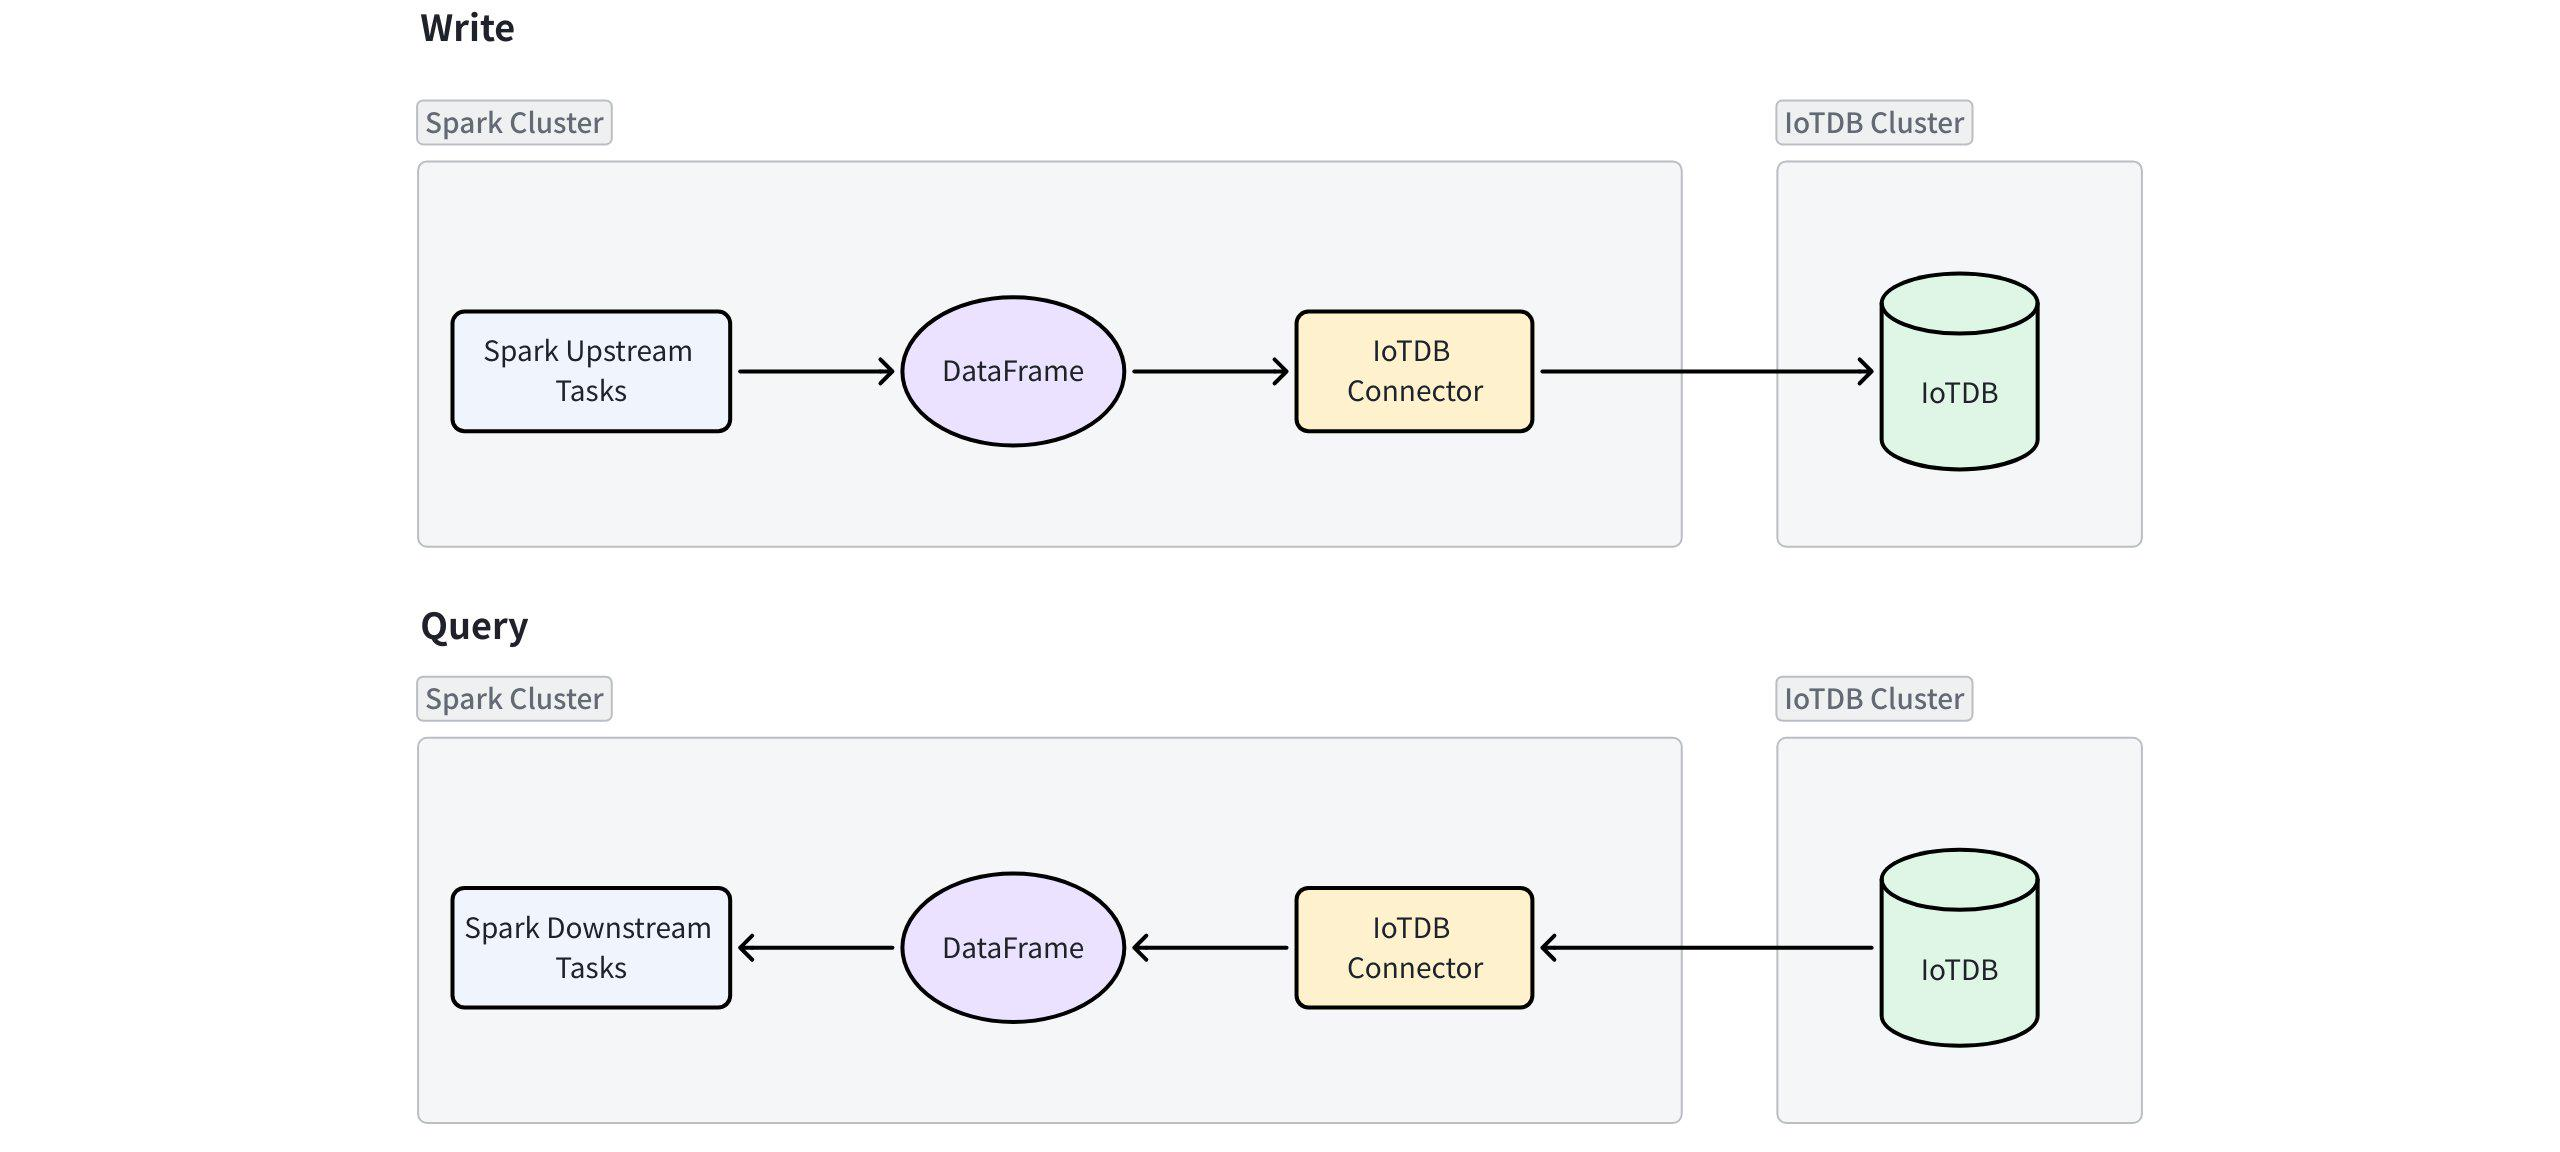 Write
Spark Cluster
IoTDB Cluster
Spark Upstream
Tasks
DataFrame
IoTDB
Connector
IoTDB
Query
Spark Cluster
IoTDB Cluster
Spark Downstream
Tasks
DataFrame
IoTDB
Connector
IoTDB